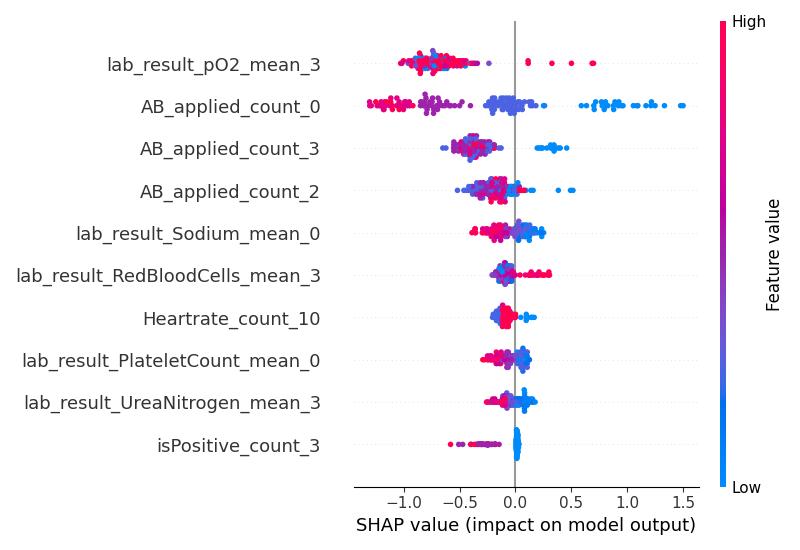 High
lab_result_pO2_mean_3
AB_applied_count_0
AB_applied_count_3
AB_applied_count_2
lab_result_Sodium_mean_0
lab_result_RedBloodCells_mean_3
Heartrate_count_10
lab_result_PlateletCount_mean_0
lab_result_UreaNitrogen_mean_3
isPositive_count_3
Feature value
Low
−1.0 −0.5 0.0 0.5 1.0 1.5
SHAP value (impact on model output)